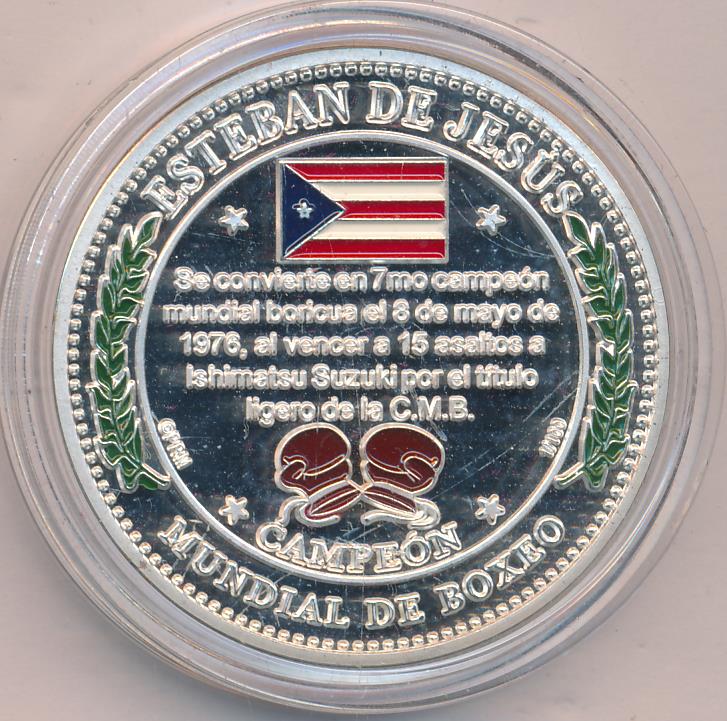 ESTEBAN DE JESÚS
Se convierte en 7mo campeón
mundial boricua el 8 de mayo de
1976, al vencer a 15 asaltos a
Ishimatsu Suzuki por el título
ligero de la C.M.B.
CAMPEÓN
MUNDIAL DE BOXEO